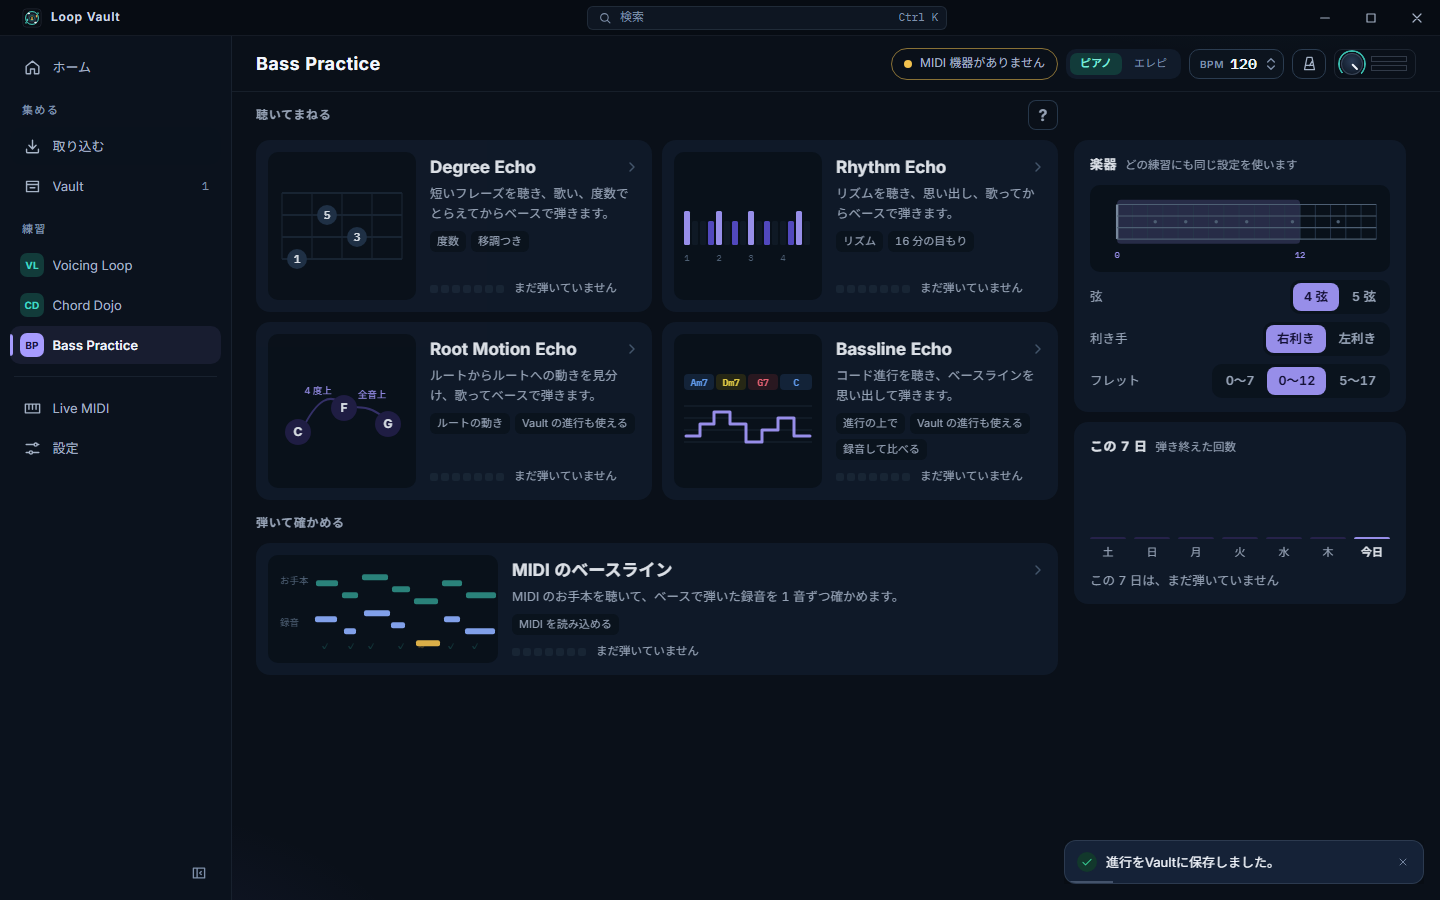 Loop Vault
検索
Ctrl K
ホーム
集める
取り込む
Vault
1
練習
VL Voicing Loop
CD Chord Dojo
BP Bass Practice
Live MIDI
設定
Bass Practice
MIDI 機器がありません
ピアノ
エレピ
BPM 120
聴いてまねる
?
Degree Echo
短いフレーズを聴き、歌い、度数で
とらえてからベースで弾きます。
度数
移調つき
まだ弾いていません
5
3
1
Rhythm Echo
リズムを聴き、思い出し、歌ってか
らベースで弾きます。
リズム
16 分の目もり
まだ弾いていません
1 2 3 4
Root Motion Echo
ルートからルートへの動きを見分
け、歌ってベースで弾きます。
ルートの動き
Vault の進行も使える
まだ弾いていません
4 度上
全音上
C
F
G
Bassline Echo
コード進行を聴き、ベースラインを
思い出して弾きます。
進行の上で
Vault の進行も使える
録音して比べる
まだ弾いていません
Am7 Dm7 G7 C
弾いて確かめる
お手本
録音
MIDI のベースライン
MIDI のお手本を聴いて、ベースで弾いた録音を 1 音ずつ確かめます。
MIDI を読み込める
まだ弾いていません
楽器 どの練習にも同じ設定を使います
0 12
弦
4 弦
5 弦
利き手
右利き
左利き
フレット
0〜7
0〜12
5〜17
この 7 日 弾き終えた回数
土 日 月 火 水 木 今日
この 7 日は、まだ弾いていません
進行をVaultに保存しました。